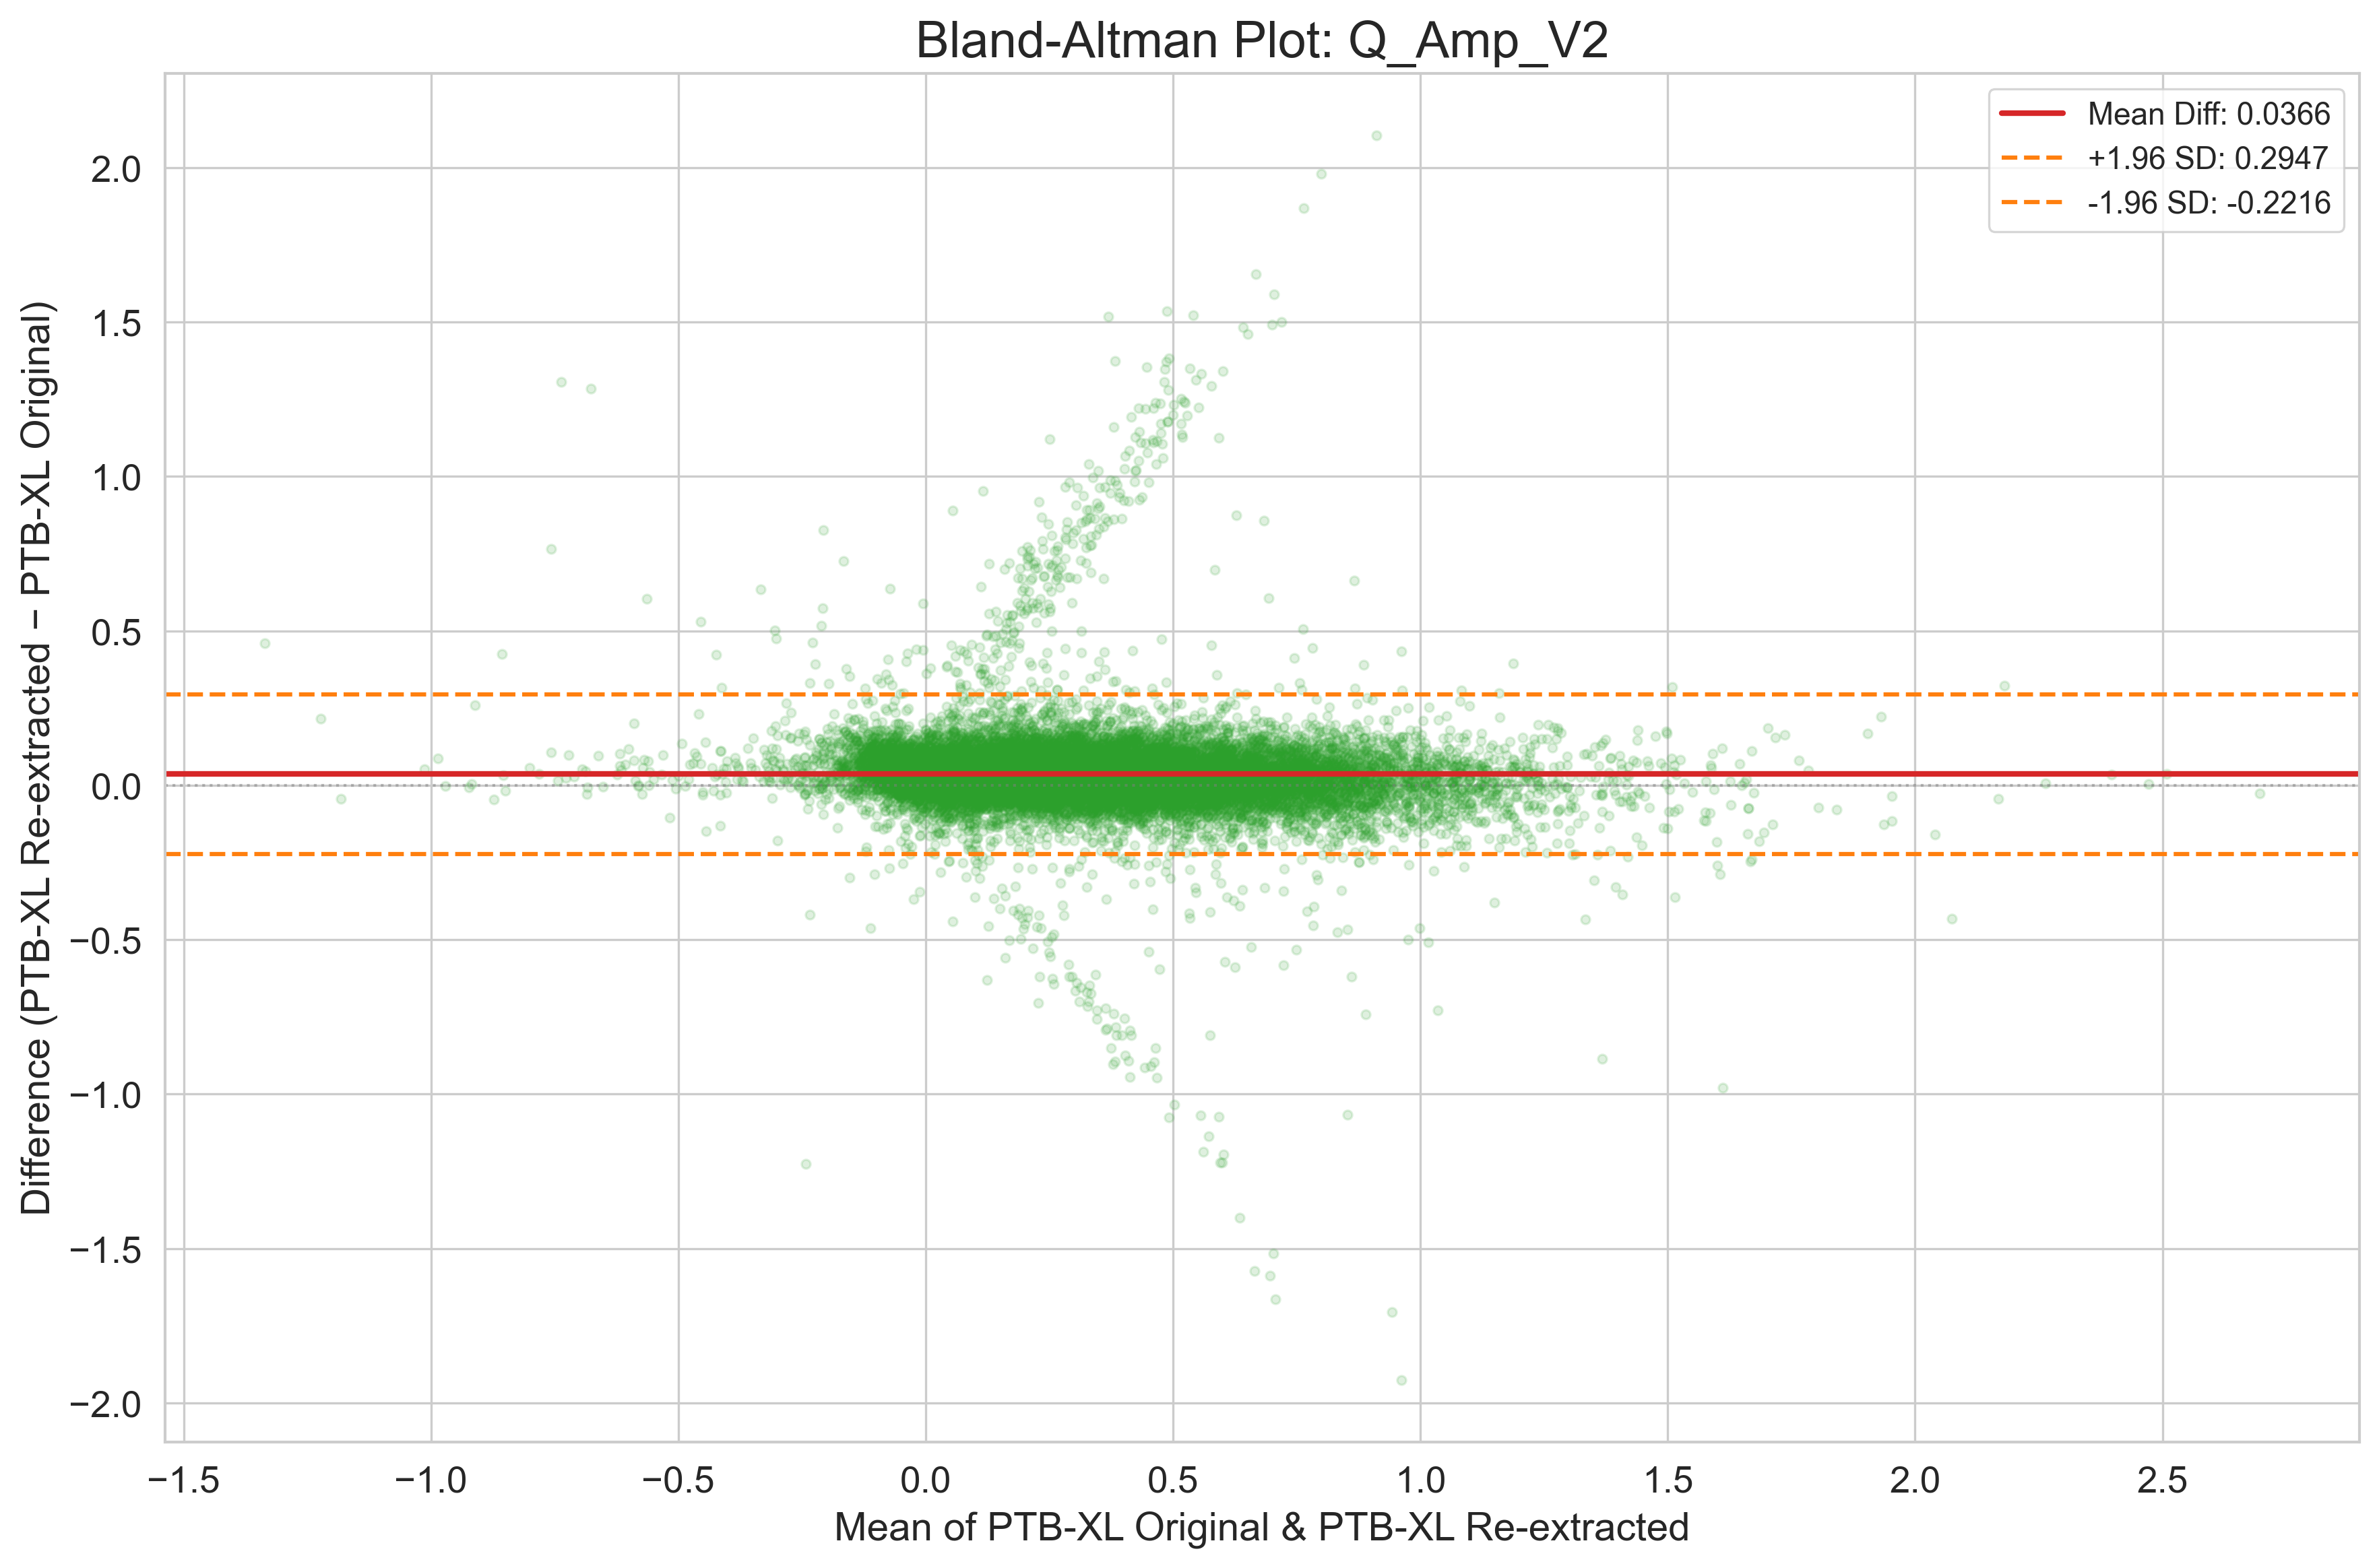 Bland-Altman Plot: Q_Amp_V2
Mean Diff: 0.0366
+1.96 SD: 0.2947
-1.96 SD: -0.2216
Difference (PTB-XL Re-extracted − PTB-XL Original)
2.0
1.5
1.0
0.5
0.0
−0.5
−1.0
−1.5
−2.0
−1.5 −1.0 −0.5 0.0 0.5 1.0 1.5 2.0 2.5
Mean of PTB-XL Original & PTB-XL Re-extracted